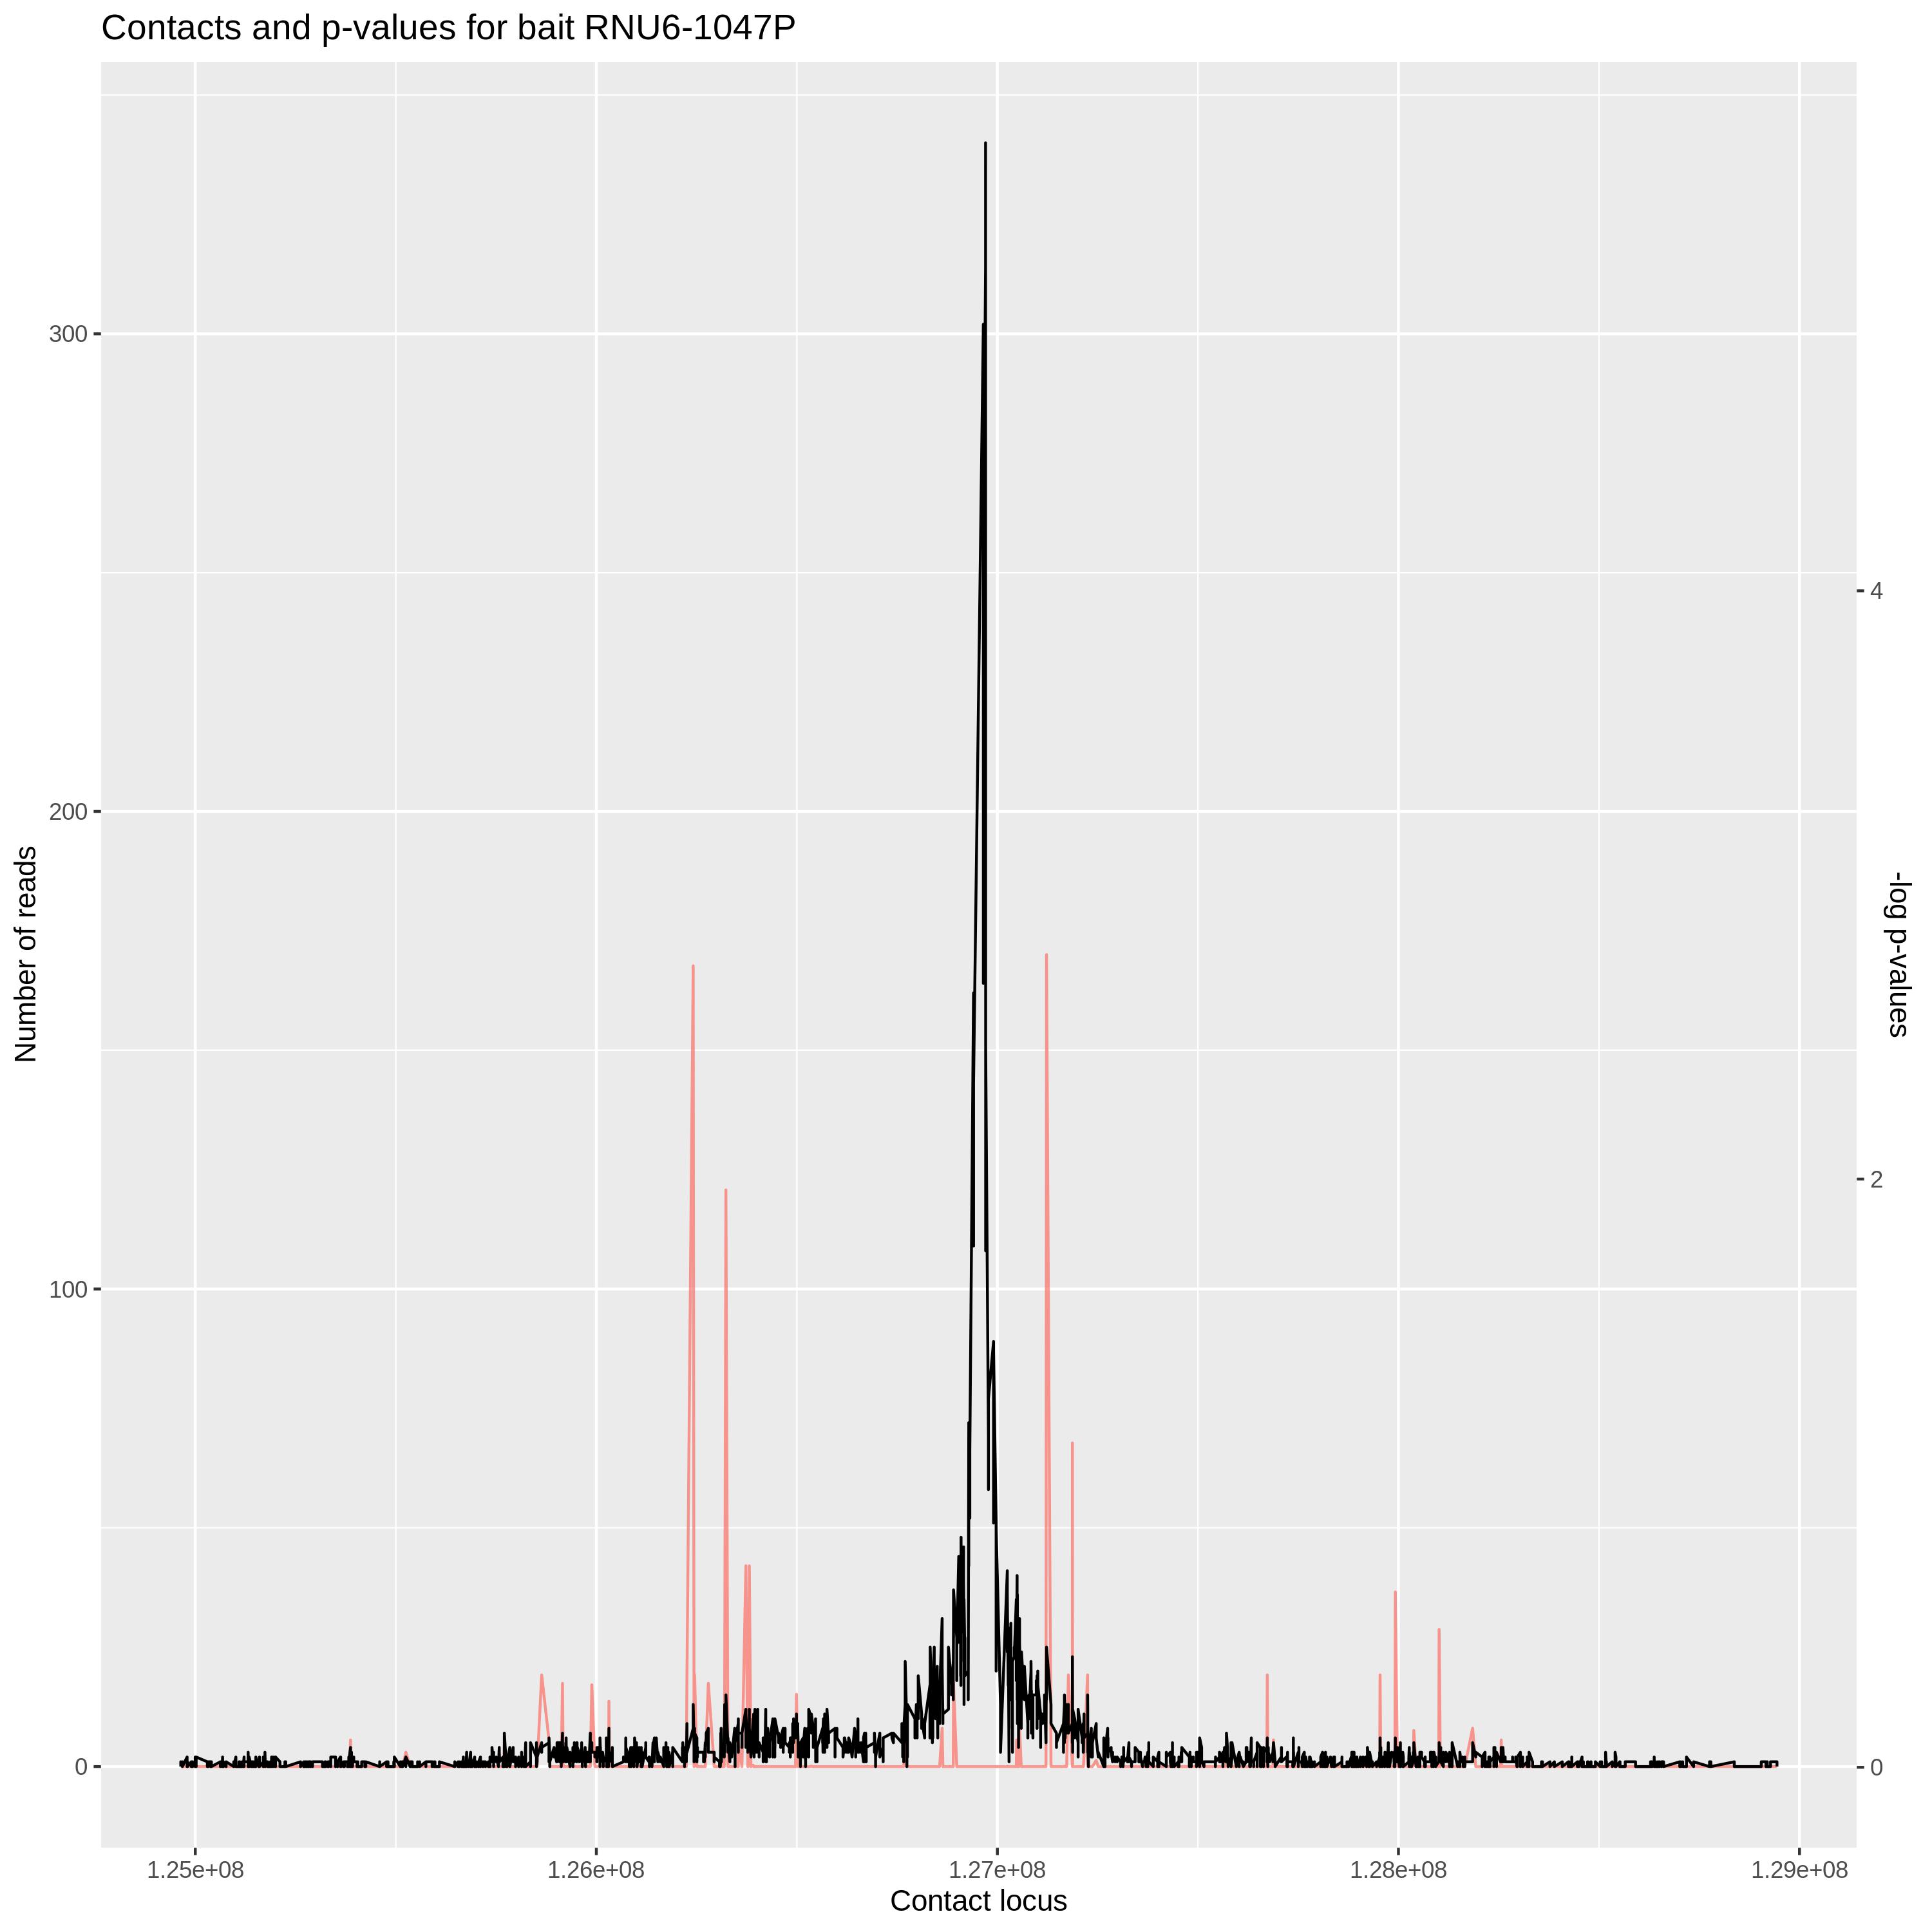 Contacts and p-values for bait RNU6-1047P
300
200
100
0
Number of reads
4
2
0
-log p-values
1.25e+08
1.26e+08
1.27e+08
1.28e+08
1.29e+08
Contact locus